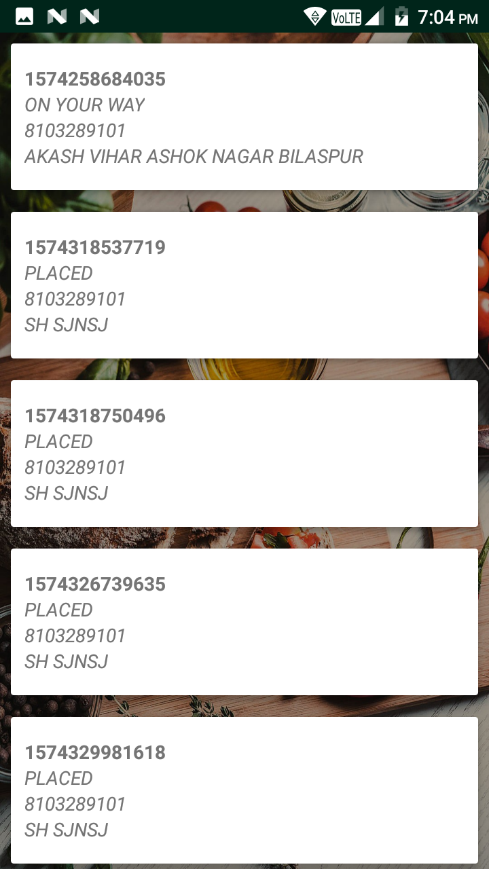 VoLTE 7:04 PM
1574258684035
ON YOUR WAY
8103289101
AKASH VIHAR ASHOK NAGAR BILASPUR
1574318537719
PLACED
8103289101
SH SJNSJ
1574318750496
PLACED
8103289101
SH SJNSJ
1574326739635
PLACED
8103289101
SH SJNSJ
1574329981618
PLACED
8103289101
SH SJNSJ